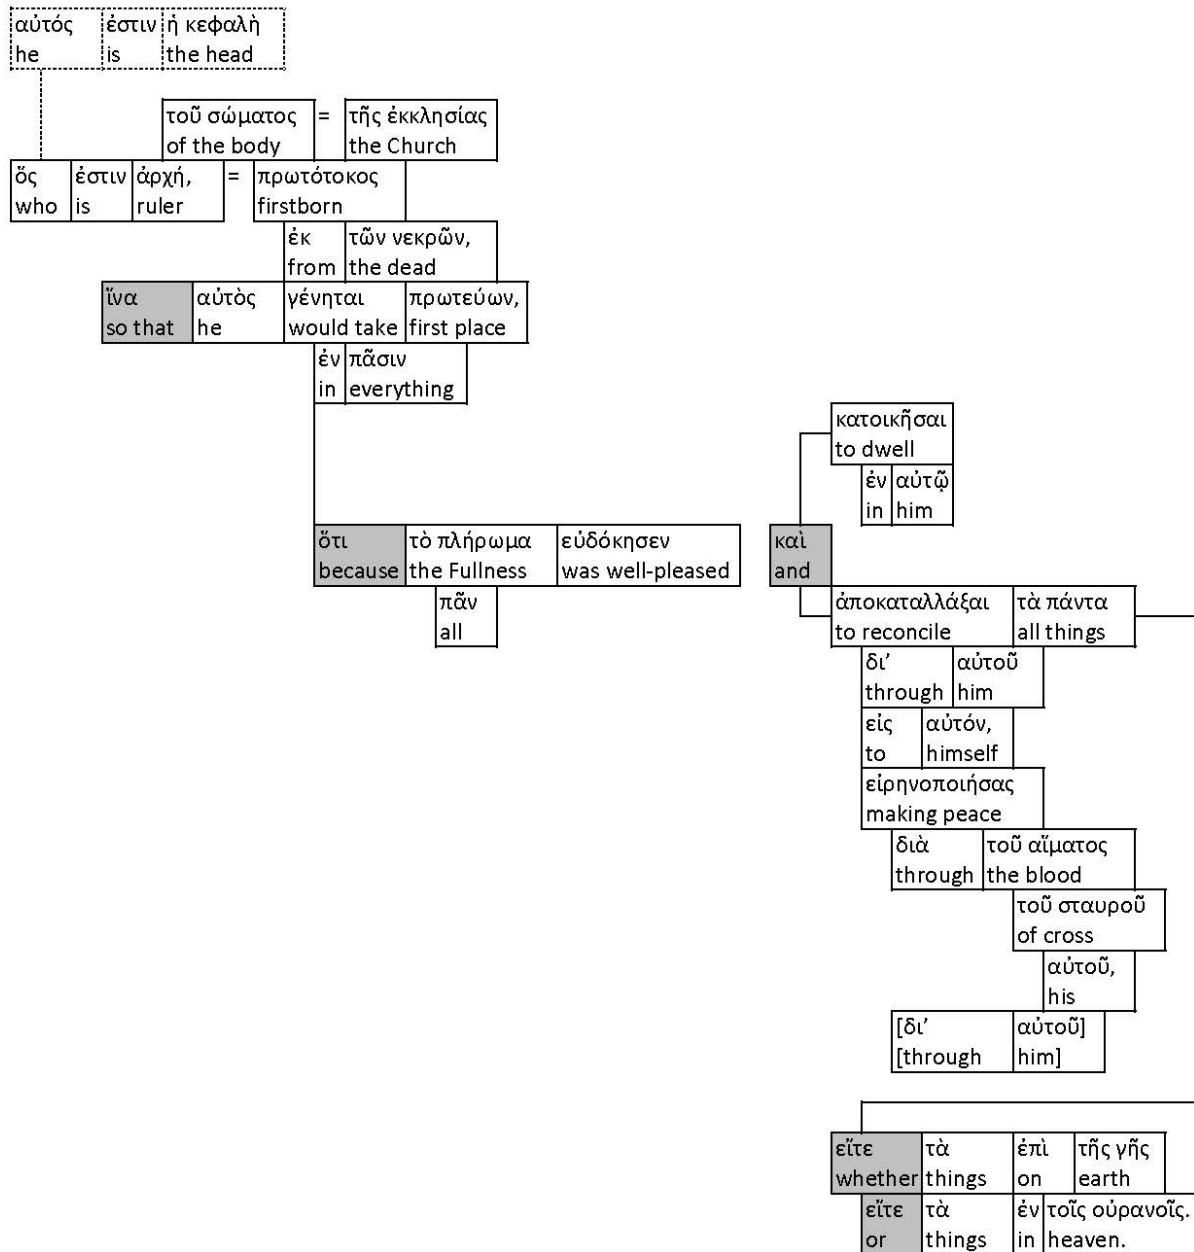 αὐτός ἐστιν ἡ κεφαλὴ
he is the head
τοῦ σώματος = τῆς ἐκκλησίας
of the body the Church
ὅς ἐστιν ἀρχή, = πρωτότοκος
who is ruler firstborn
ἐκ τῶν νεκρῶν,
from the dead
ἵνα αὐτὸς γένηται πρωτεύων,
so that he would take first place
ἐν πᾶσιν
in everything
κατοικῆσαι
to dwell
ἐν αὐτῷ
in him
ὅτι τὸ πλήρωμα εὐδόκησεν καὶ
because the Fullness was well-pleased and
πᾶν ἀποκαταλλάξαι τὰ πάντα
all to reconcile all things
δι’ αὐτοῦ
through him
εἰς αὐτόν,
to himself
εἰρηνοποιήσας
making peace
διὰ τοῦ αἵματος
through the blood
τοῦ σταυροῦ
of cross
αὐτοῦ,
his
[δι’ αὐτοῦ]
[through him]
εἴτε τὰ ἐπὶ τῆς γῆς
whether things on earth
εἴτε τὰ ἐν τοῖς οὐρανοῖς.
or things in heaven.